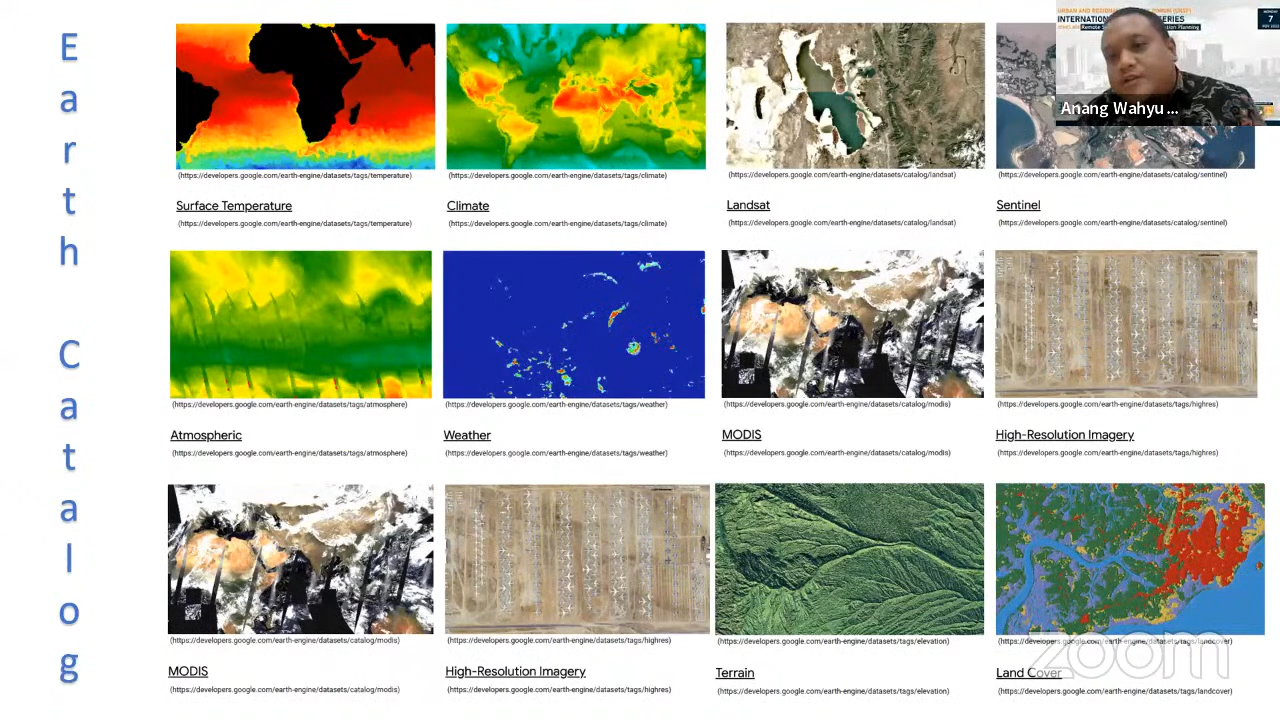 Earth Catalog
(https://developers.google.com/earth-engine/datasets/tags/temperature)
Surface Temperature
(https://developers.google.com/earth-engine/datasets/tags/temperature)
(https://developers.google.com/earth-engine/datasets/tags/climate)
Climate
(https://developers.google.com/earth-engine/datasets/tags/climate)
(https://developers.google.com/earth-engine/datasets/catalog/landsat)
Landsat
(https://developers.google.com/earth-engine/datasets/catalog/landsat)
INTERNATION
SERIES
MONDAY
7
Anang Wahyu ...
(https://developers.google.com/earth-engine/datasets/catalog/sentinel)
Sentinel
(https://developers.google.com/earth-engine/datasets/catalog/sentinel)
(https://developers.google.com/earth-engine/datasets/tags/atmosphere)
Atmospheric
(https://developers.google.com/earth-engine/datasets/tags/atmosphere)
(https://developers.google.com/earth-engine/datasets/tags/weather)
Weather
(https://developers.google.com/earth-engine/datasets/tags/weather)
(https://developers.google.com/earth-engine/datasets/catalog/modis)
MODIS
(https://developers.google.com/earth-engine/datasets/catalog/modis)
(https://developers.google.com/earth-engine/datasets/tags/highres)
High-Resolution Imagery
(https://developers.google.com/earth-engine/datasets/tags/highres)
(https://developers.google.com/earth-engine/datasets/catalog/modis)
MODIS
(https://developers.google.com/earth-engine/datasets/catalog/modis)
(https://developers.google.com/earth-engine/datasets/tags/highres)
High-Resolution Imagery
(https://developers.google.com/earth-engine/datasets/tags/highres)
(https://developers.google.com/earth-engine/datasets/tags/elevation)
Terrain
(https://developers.google.com/earth-engine/datasets/tags/elevation)
(https://developers.google.com/earth-engine/datasets/tags/landcover)
Land Cover
(https://developers.google.com/earth-engine/datasets/tags/landcover)
zoom